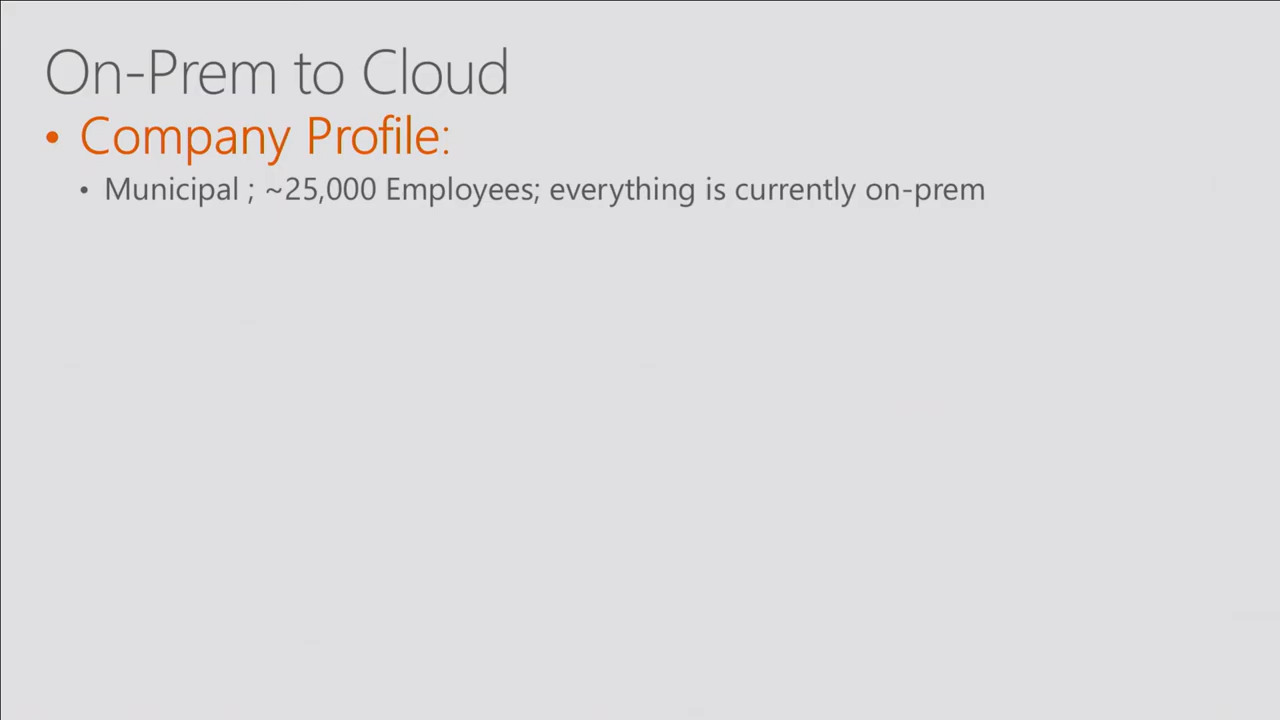 On-Prem to Cloud
• Company Profile:
• Municipal ; ~25,000 Employees; everything is currently on-prem